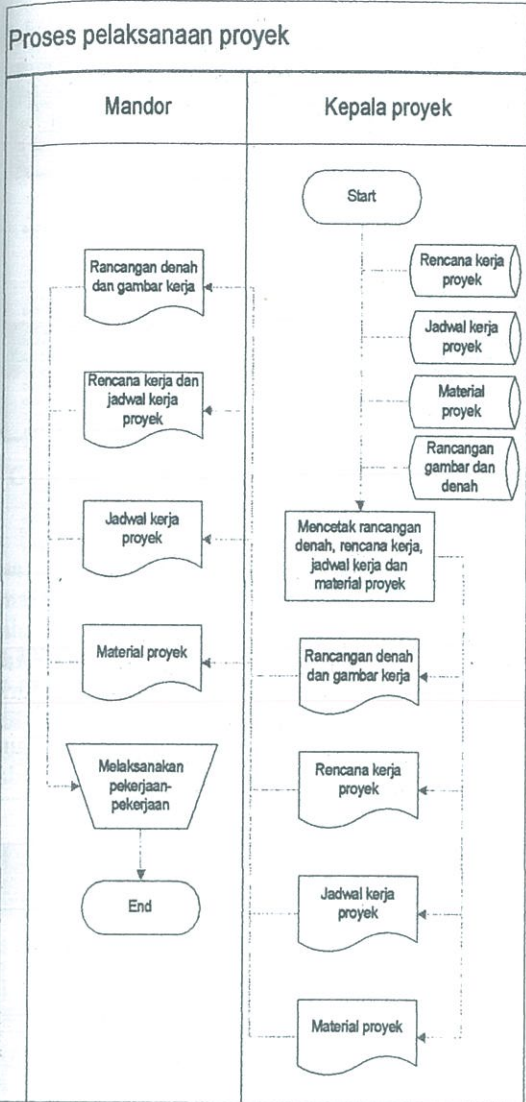 Proses pelaksanaan proyek
Mandor
Kepala proyek
Start
Rencana kerja
proyek
Jadwal kerja
proyek
Material
proyek
Rancangan
gambar dan
denah
Mencetak rancangan
denah, rencana kerja,
jadwal kerja dan
material proyek
Rancangan denah
dan gambar kerja
Rencana kerja
proyek
Jadwal kerja
proyek
Material proyek
Rancangan denah
dan gambar kerja
Rencana kerja dan
jadwal kerja
proyek
Jadwal kerja
proyek
Material proyek
Melaksanakan
pekerjaan-
pekerjaan
End